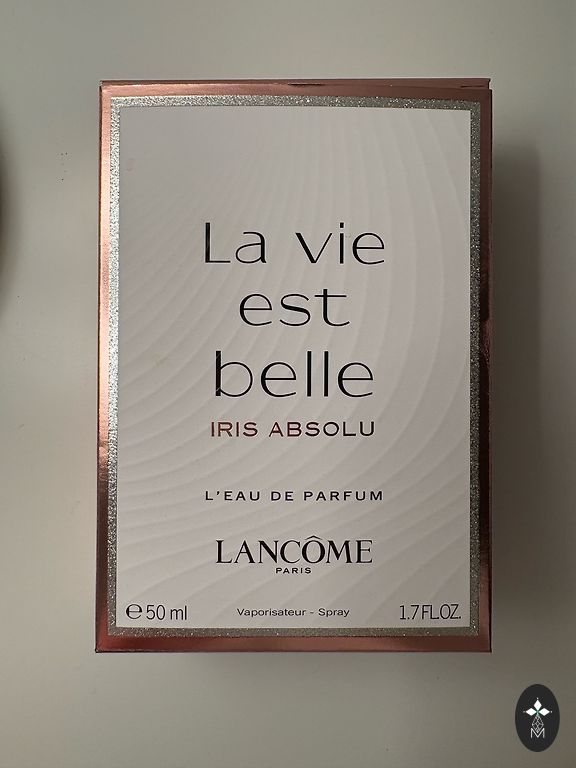 La vie
est
belle
IRIS ABSOLU
L'EAU DE PARFUM
LANCÔME
PARIS
℮ 50 ml Vaporisateur - Spray 1.7 FL.OZ.
M